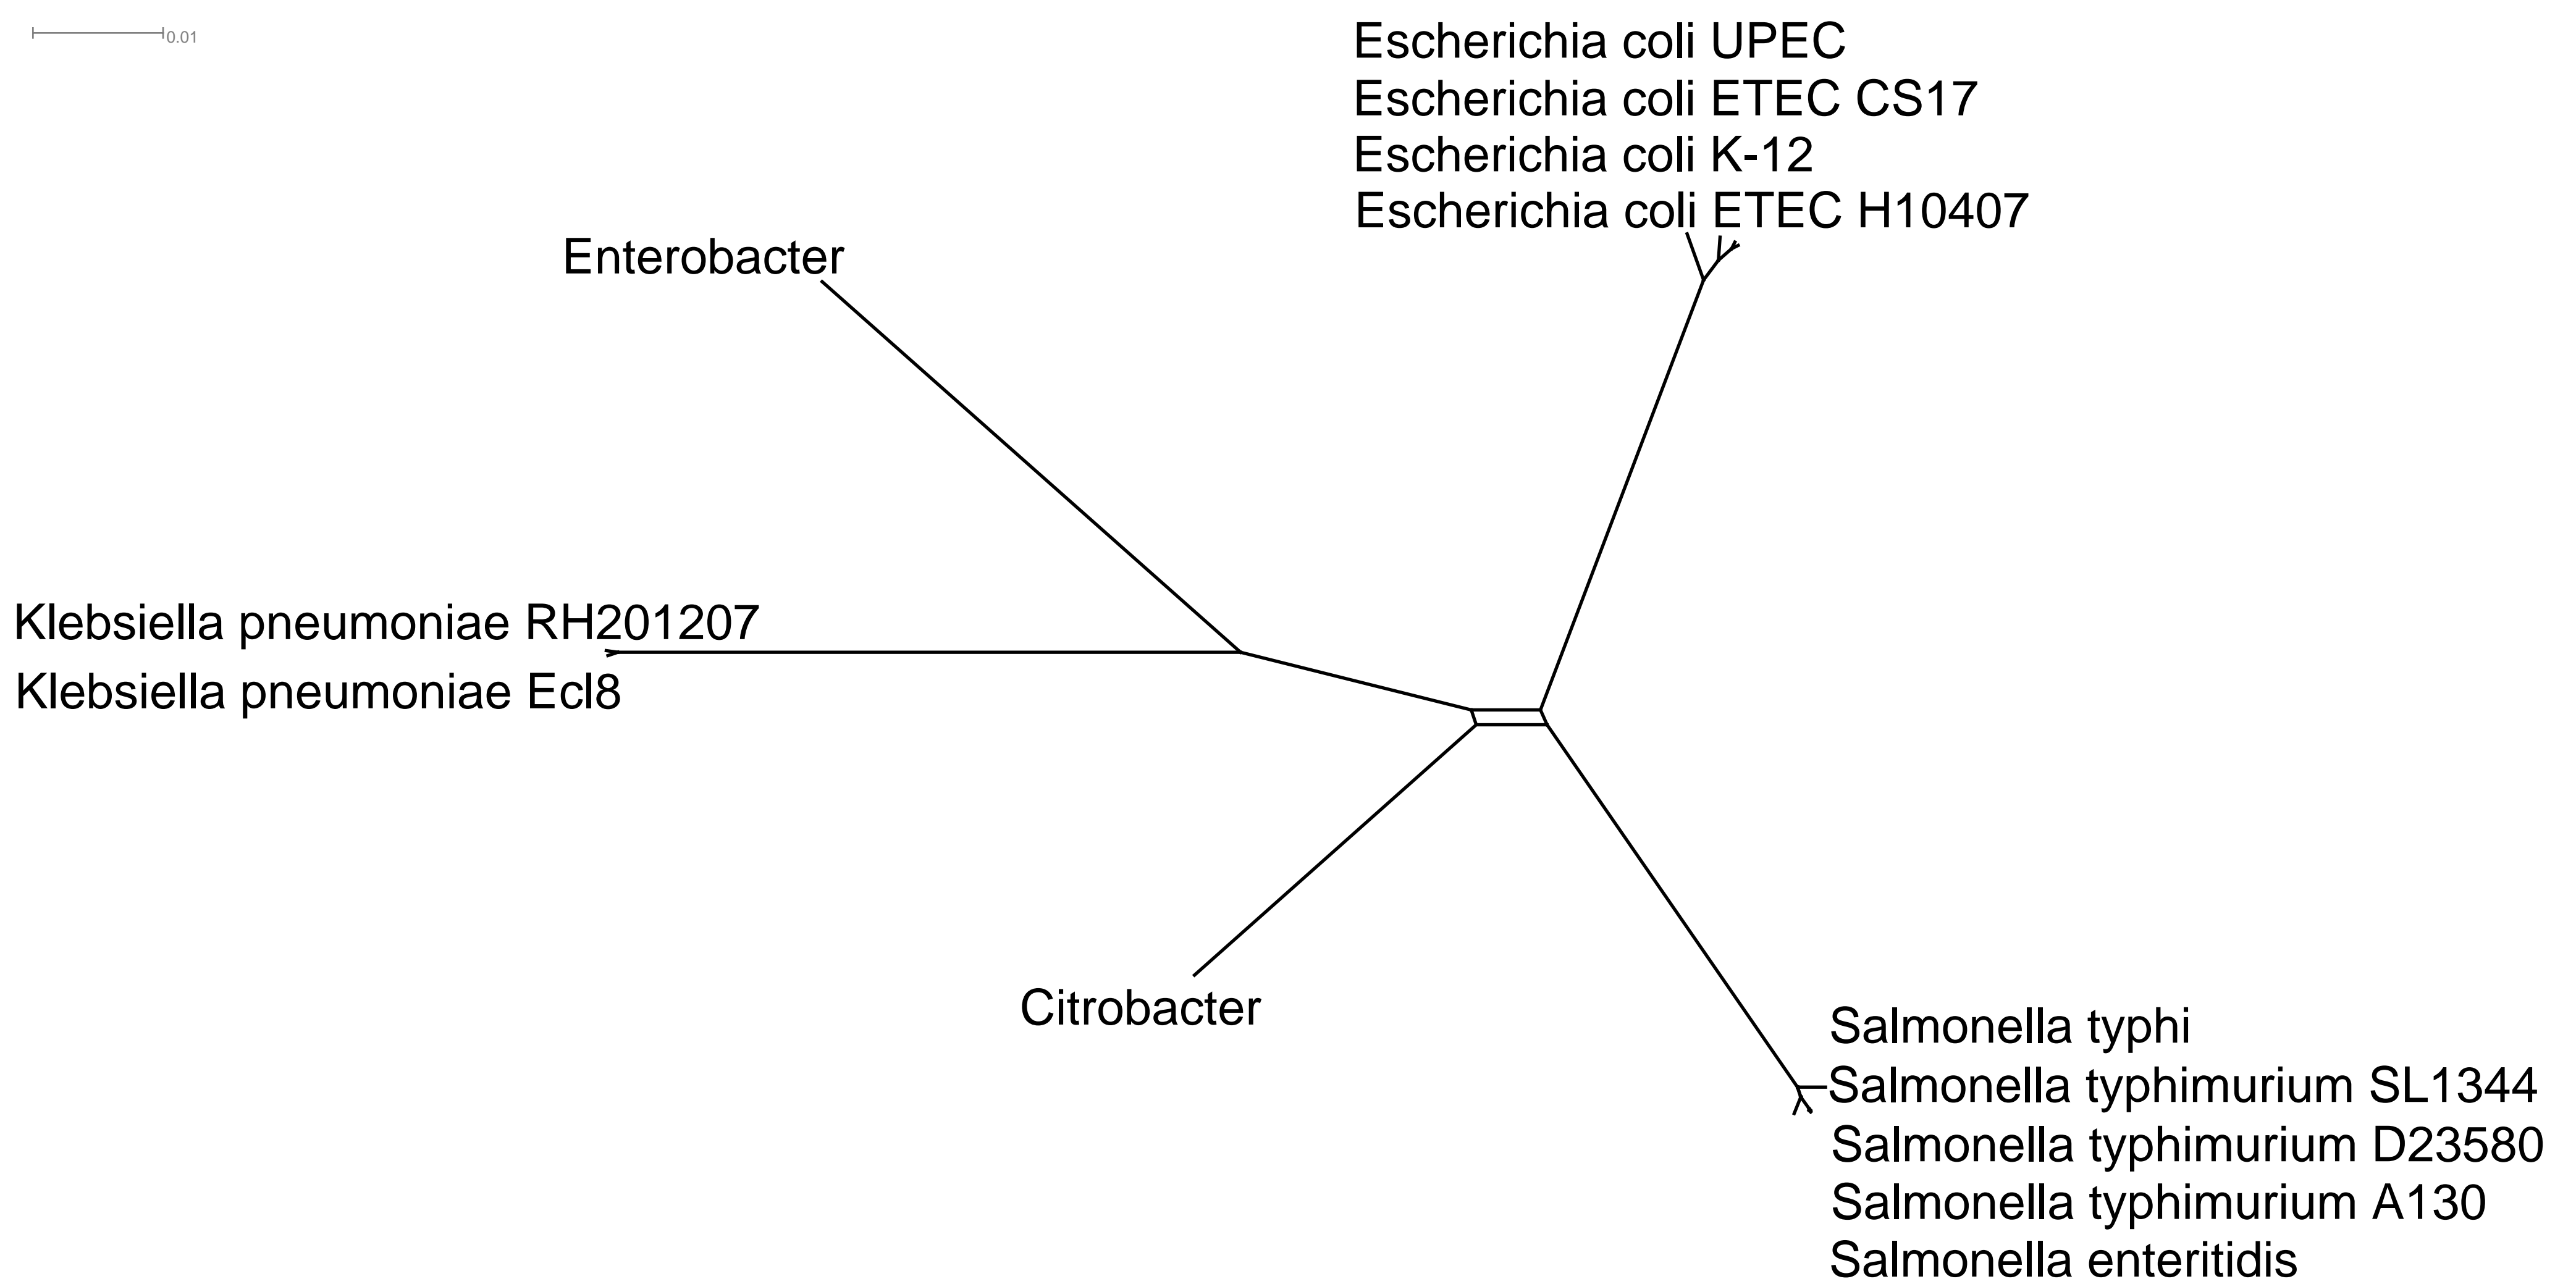 0.01
Escherichia coli UPEC
Escherichia coli ETEC CS17
Escherichia coli K-12
Escherichia coli ETEC H10407
Enterobacter
Klebsiella pneumoniae RH201207
Klebsiella pneumoniae Ecl8
Citrobacter
Salmonella typhi
Salmonella typhimurium SL1344
Salmonella typhimurium D23580
Salmonella typhimurium A130
Salmonella enteritidis